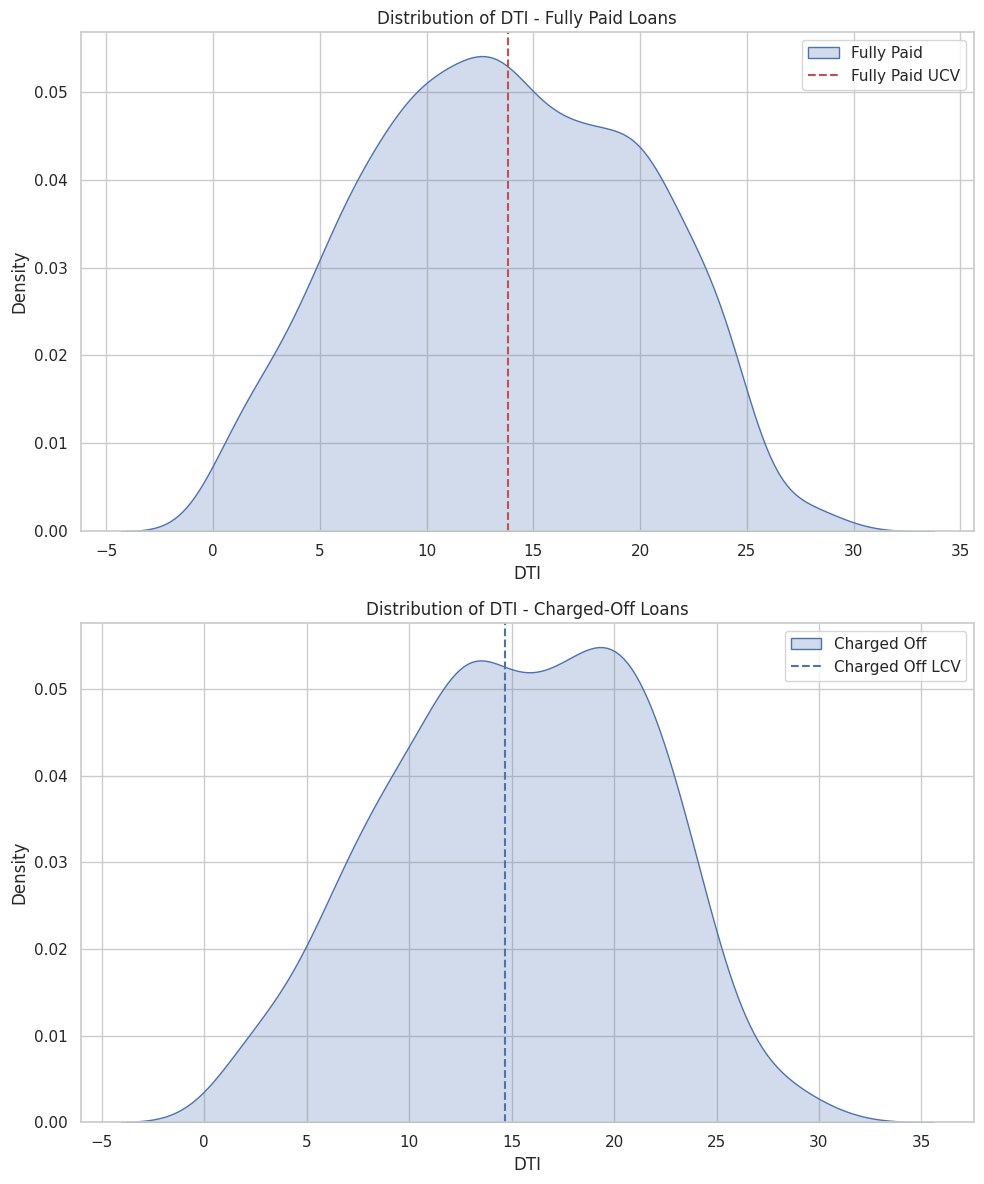 Distribution of DTI - Fully Paid Loans
Fully Paid
Fully Paid UCV
Density
0.05
0.04
0.03
0.02
0.01
0.00
−5 0 5 10 15 20 25 30 35
DTI
Distribution of DTI - Charged-Off Loans
Charged Off
Charged Off LCV
Density
0.05
0.04
0.03
0.02
0.01
0.00
−5 0 5 10 15 20 25 30 35
DTI